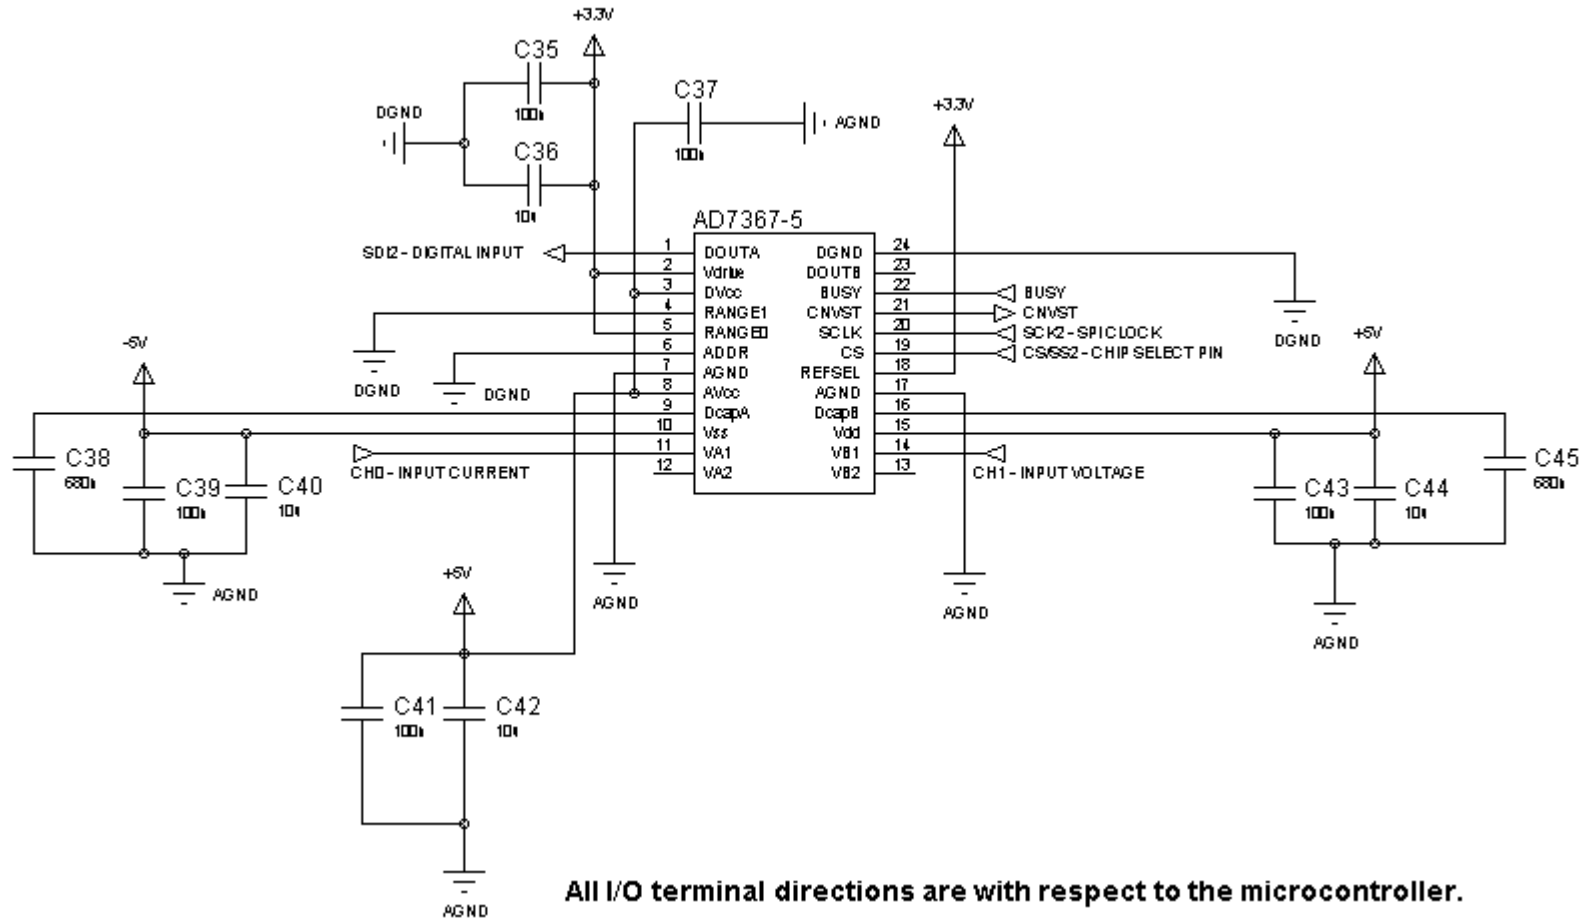 +3.3V
C35
100n
DGND
C36
10u
C37
100n
AGND
+3.3V
AD7367-5
SDI2 - DIGITAL INPUT
1 DOUTA
2 Vdrive
3 DVcc
4 RANGE1
5 RANGE0
6 ADDR
7 AGND
8 AVcc
9 DcapA
10 Vss
11 VA1
12 VA2
DGND 24
DOUTB 23
BUSY 22
CNVST 21
SCLK 20
CS 19
REFSEL 18
AGND 17
DcapB 16
Vdd 15
VB1 14
VB2 13
BUSY
CNVST
SCK2 - SPI CLOCK
CS/SS2 - CHIP SELECT PIN
DGND
+5V
-5V
DGND
DGND
CH0 - INPUT CURRENT
CH1 - INPUT VOLTAGE
C38
680n
C39
100n
C40
10u
AGND
C43
100n
C44
10u
C45
680n
AGND
AGND
AGND
+5V
C41
100n
C42
10u
AGND
All I/O terminal directions are with respect to the microcontroller.